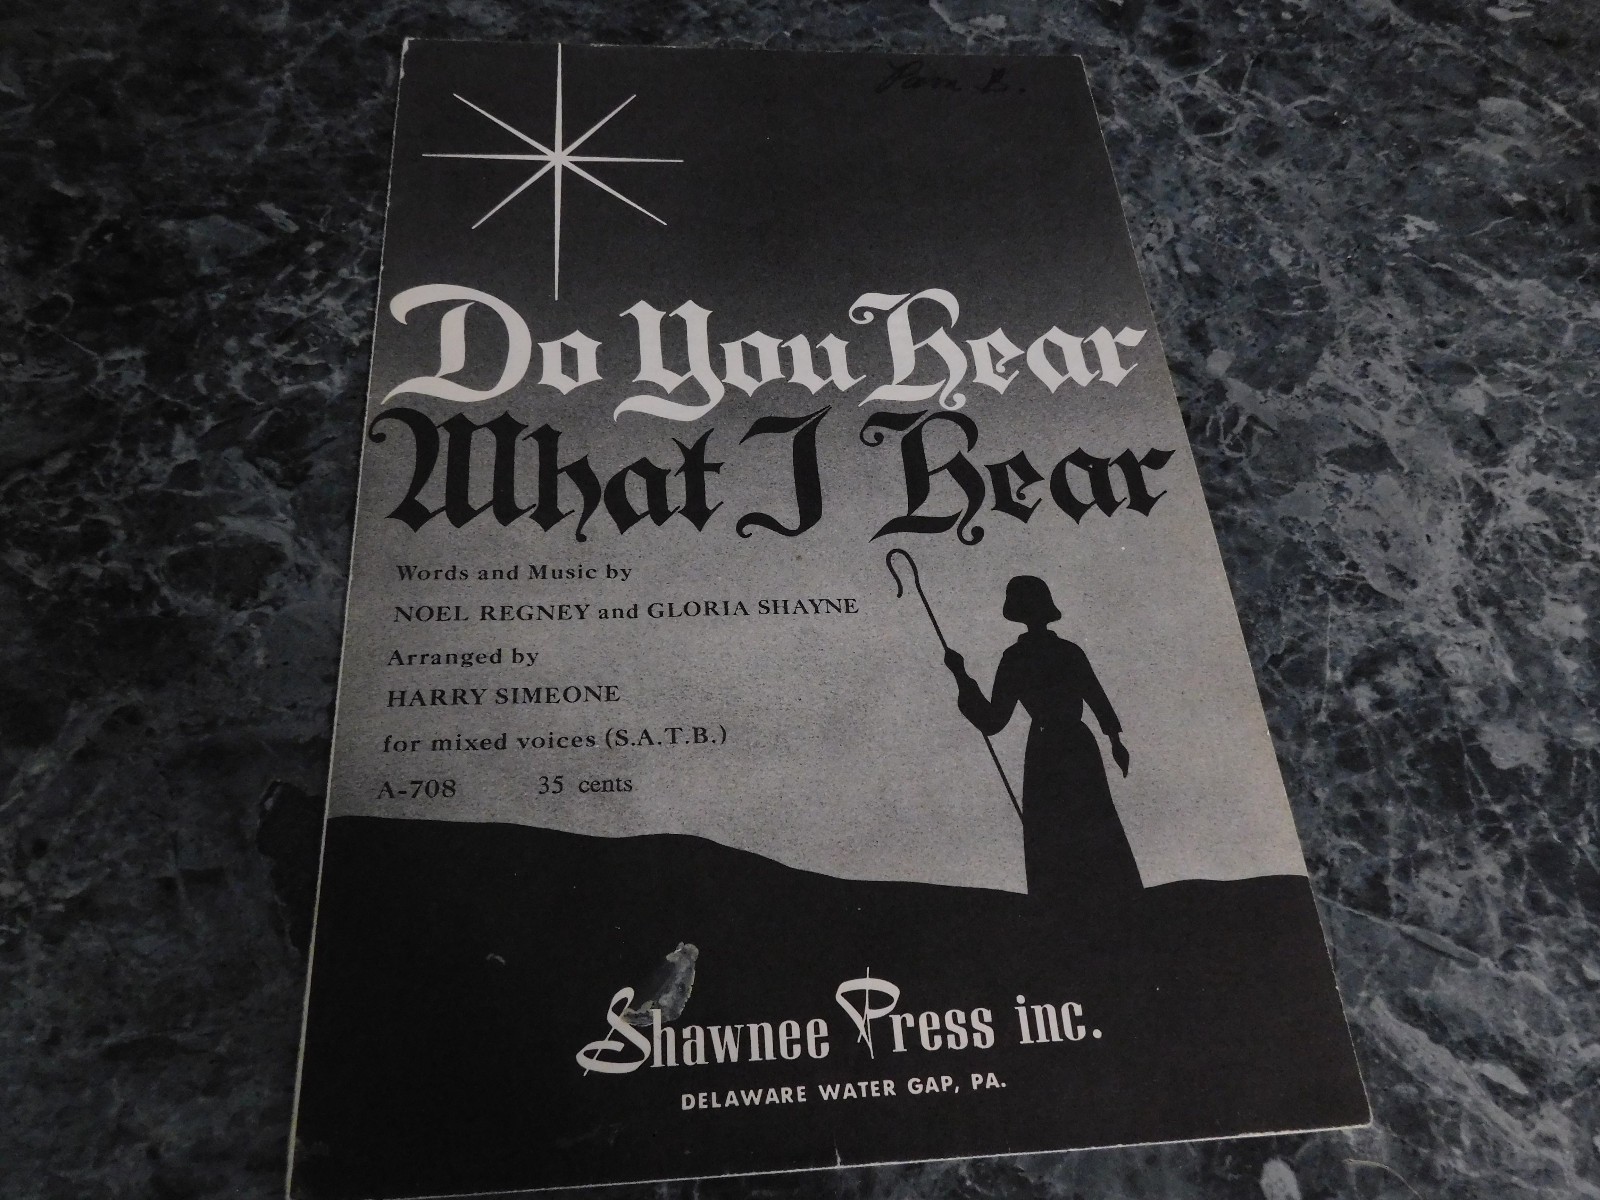 Pam L.
Do You Hear
What I Hear
Words and Music by
NOEL REGNEY and GLORIA SHAYNE
Arranged by
HARRY SIMEONE
for mixed voices (S.A.T.B.)
A-708 35 cents
Shawnee Press inc.
DELAWARE WATER GAP, PA.